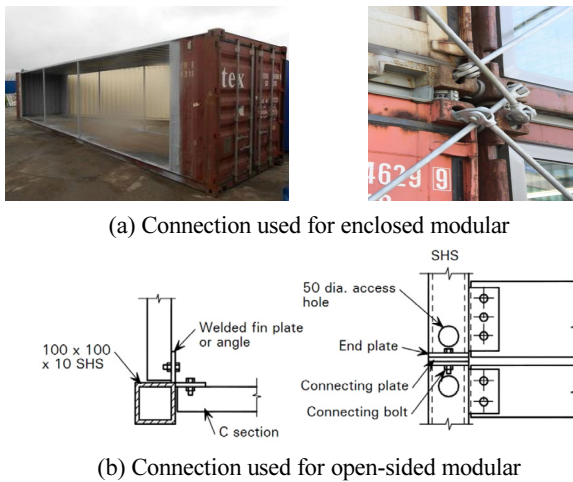 tex
4629 9
(a) Connection used for enclosed modular
SHS
50 dia. access
hole
Welded fin plate
or angle
End plate
100 x 100
x 10 SHS
Connecting plate
Connecting bolt
C section
(b) Connection used for open-sided modular